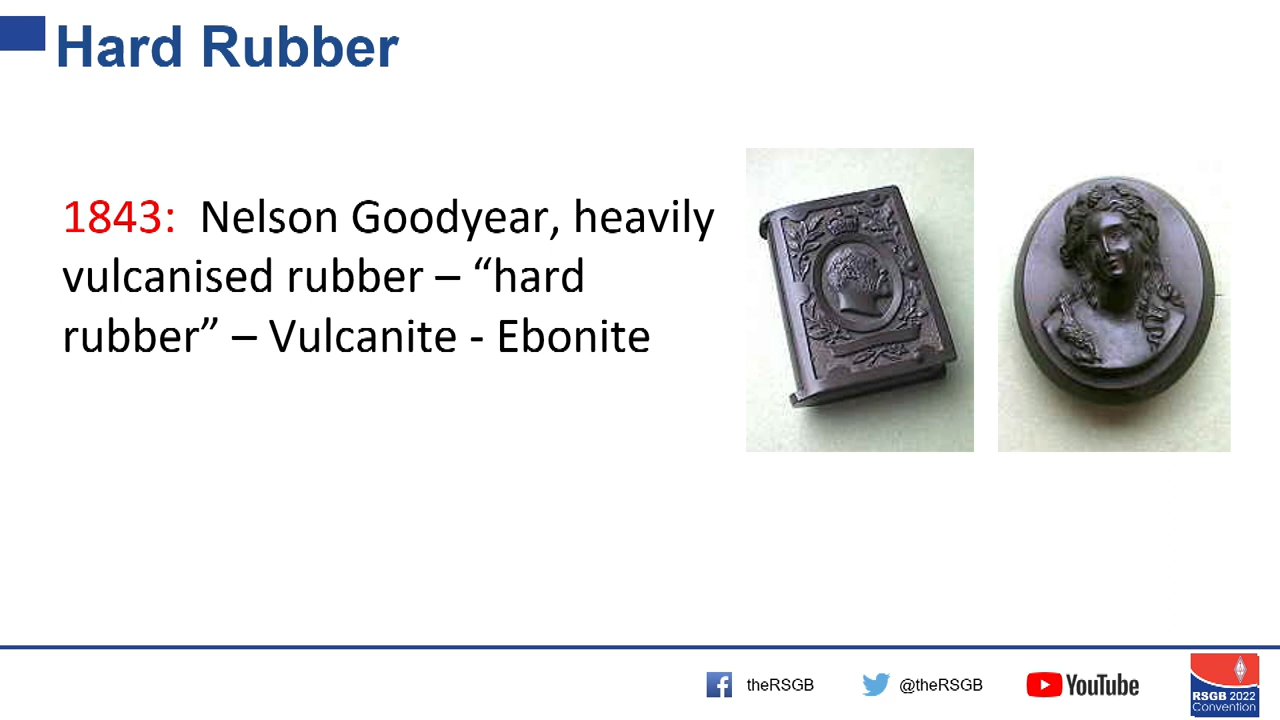 Hard Rubber
1843: Nelson Goodyear, heavily
vulcanised rubber – “hard
rubber” – Vulcanite - Ebonite
theRSGB
@theRSGB
YouTube
RSGB 2022
Convention